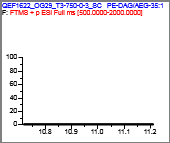 QEF1622_OG29_T3-750-0-3_SC PE-DAG/AEG-35:1
F: FTMS + p ESI Full ms [500.0000-2000.0000]
100
80
60
40
20
0
10.8 10.9 11.0 11.1 11.2